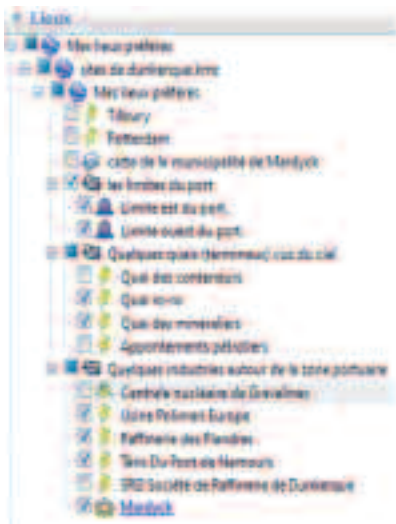 Lieux
Mes lieux préférés
sites de dunkerque.kmz
Mes lieux préférés
Tilbury
Rotterdam
carte de la municipalité de Mardyck
les limites du port
Limite est du port
Limite ouest du port
Quelques quais (terminaux) vus du ciel
Quai des conteneurs
Quai ro-ro
Quai des minéraliers
Appontements pétroliers
Quelques industries autour de la zone portuaire
Centrale nucléaire de Gravelines
Usine Polimeri Europa
Raffinerie des Flandres
Du Pont de Nemours
SRD Société de Raffinerie de Dunkerque
Mardyck